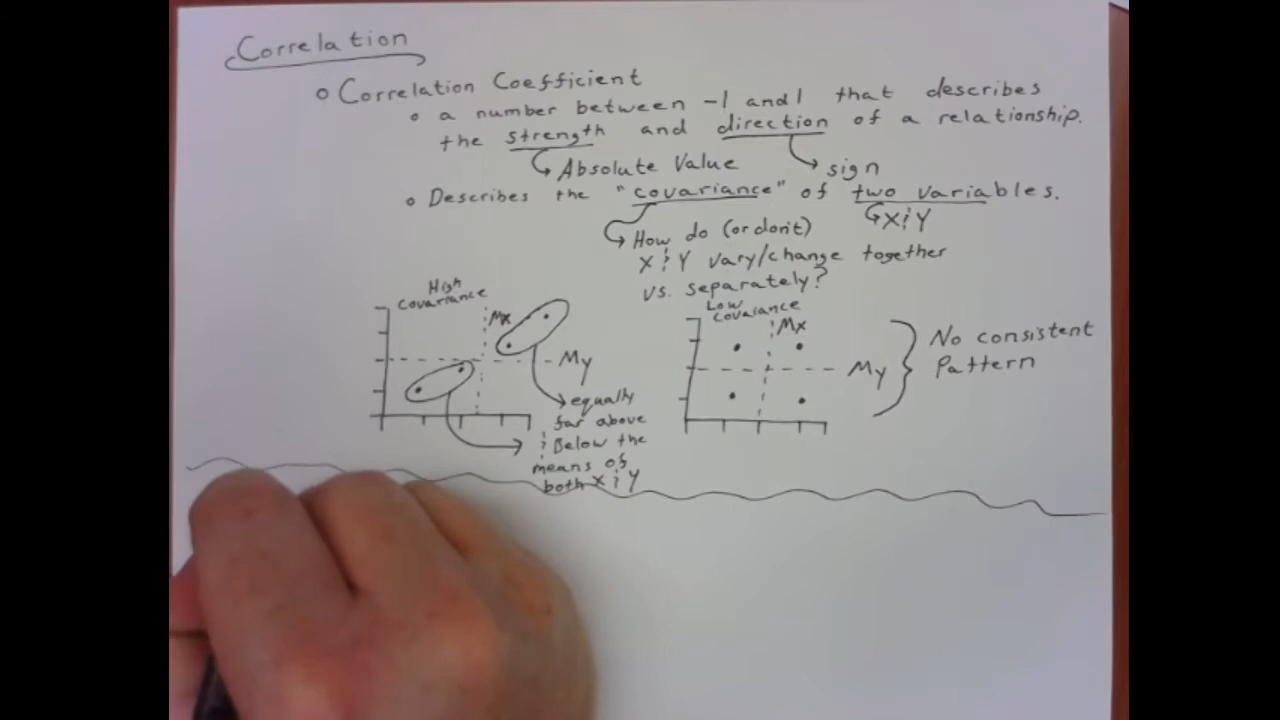 Correlation
Correlation Coefficient
a number between -1 and 1 that describes
the strength and direction of a relationship.
Absolute Value
sign
Describes the "covariance" of two variables.
X & Y
How do (or don't)
X & Y vary/change together
vs. separately?
High
Covariance
Mx
My
equally
far above
& Below the
means of
both X & Y
Low
Covariance
Mx
My
No consistent
Pattern